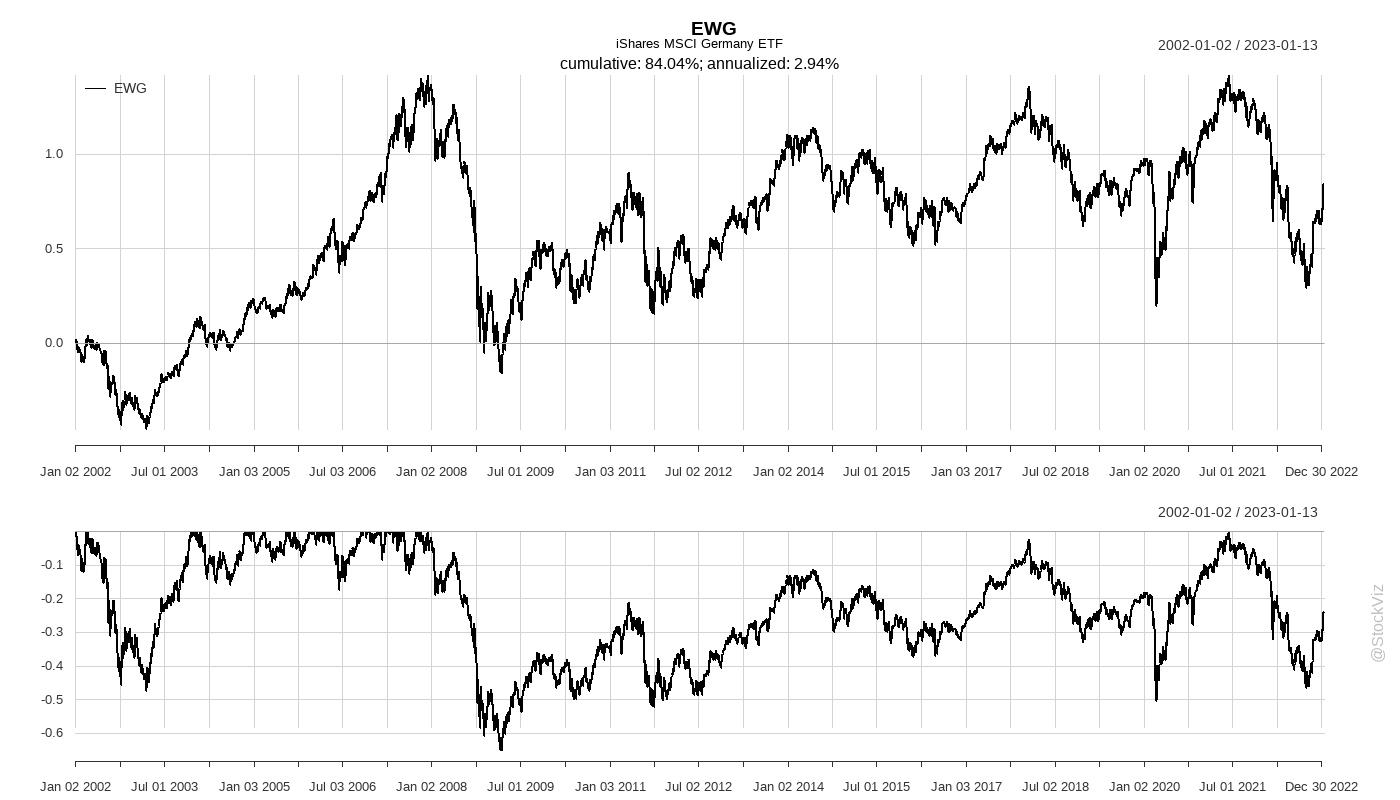 EWG
iShares MSCI Germany ETF
cumulative: 84.04%; annualized: 2.94%
2002-01-02 / 2023-01-13
EWG
1.0
0.5
0.0
Jan 02 2002 Jul 01 2003 Jan 03 2005 Jul 03 2006 Jan 02 2008 Jul 01 2009 Jan 03 2011 Jul 02 2012 Jan 02 2014 Jul 01 2015 Jan 03 2017 Jul 02 2018 Jan 02 2020 Jul 01 2021 Dec 30 2022
2002-01-02 / 2023-01-13
-0.1
-0.2
-0.3
-0.4
-0.5
-0.6
Jan 02 2002 Jul 01 2003 Jan 03 2005 Jul 03 2006 Jan 02 2008 Jul 01 2009 Jan 03 2011 Jul 02 2012 Jan 02 2014 Jul 01 2015 Jan 03 2017 Jul 02 2018 Jan 02 2020 Jul 01 2021 Dec 30 2022
@StockViz